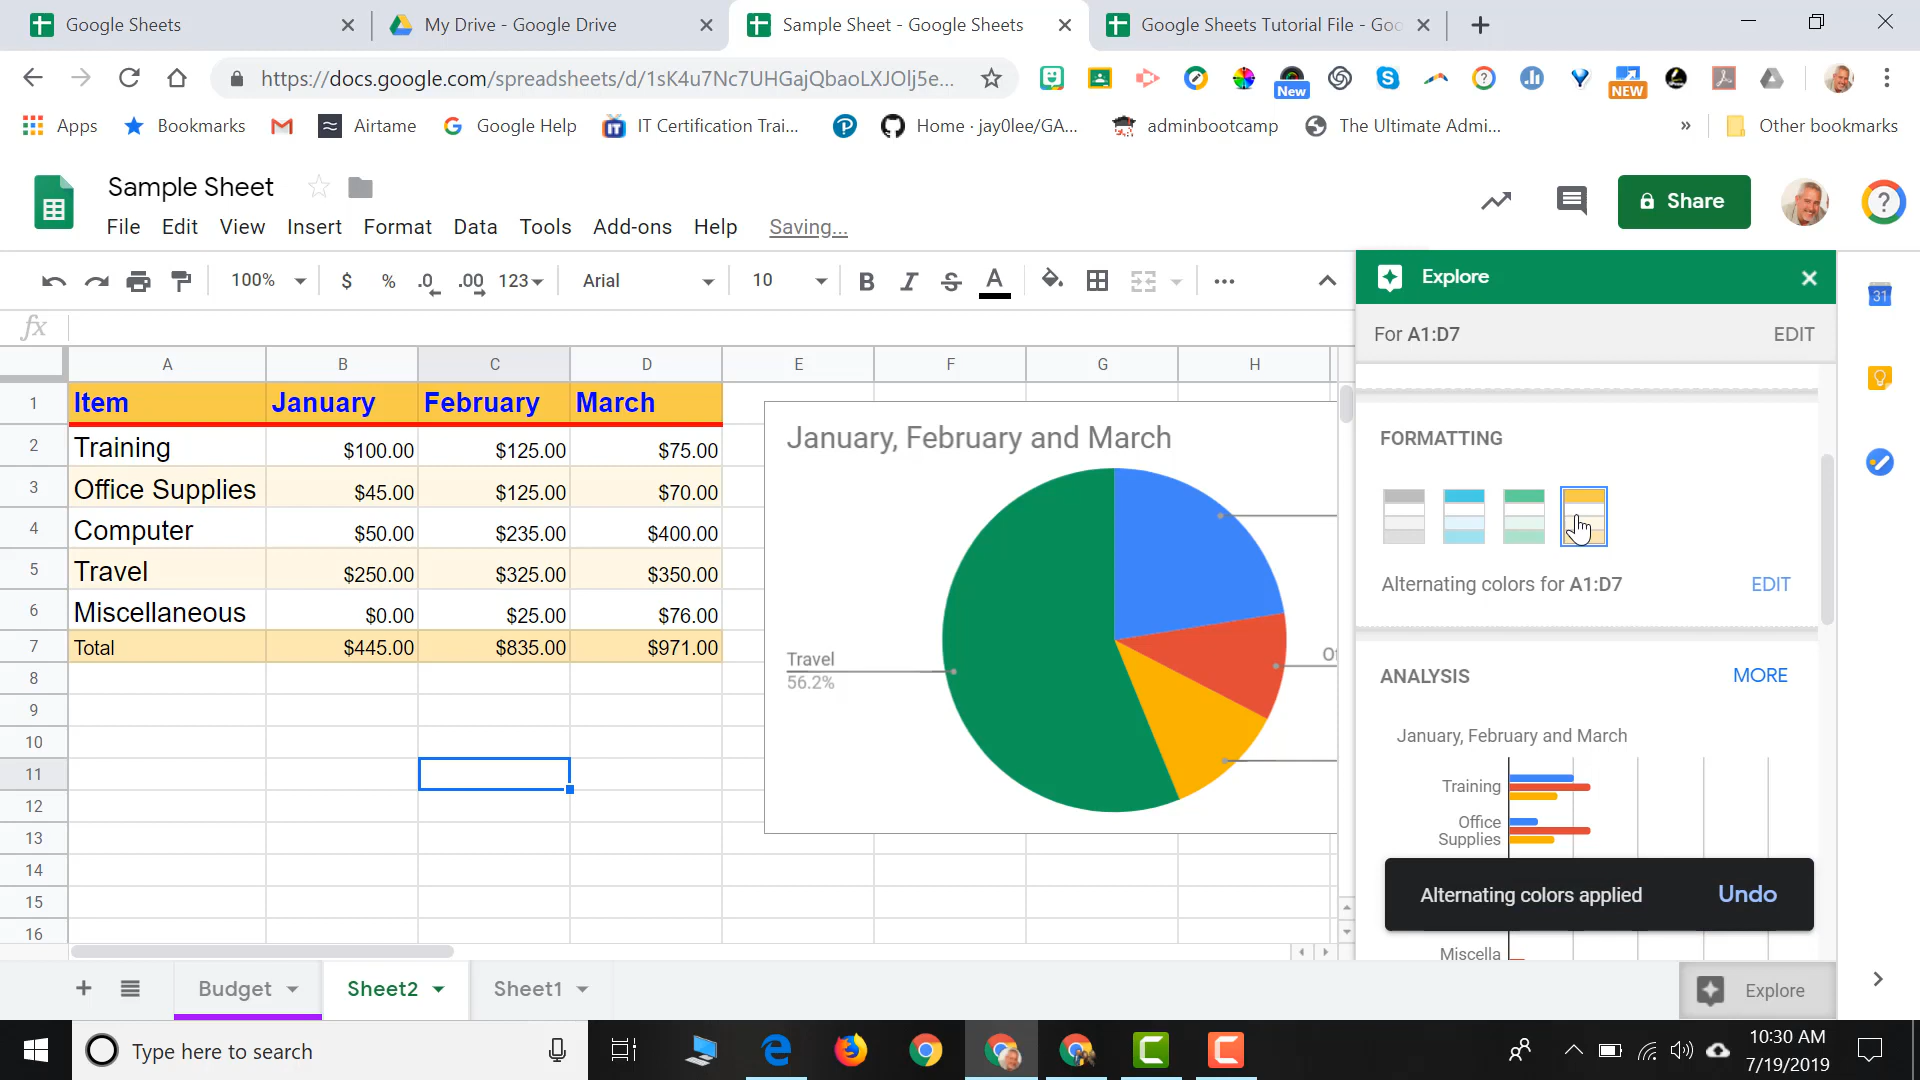 Google Sheets
My Drive - Google Drive
Sample Sheet - Google Sheets
Google Sheets Tutorial File - Goo
https://docs.google.com/spreadsheets/d/1sK4u7Nc7UHGajQbaoLXJOlj5e...
New
NEW
Apps
Bookmarks
Airtame
Google Help
IT Certification Trai...
Home · jay0lee/GA...
adminbootcamp
The Ultimate Admi...
»
Other bookmarks
Sample Sheet
Share
File Edit View Insert Format Data Tools Add-ons Help Saving...
100% $ % .0 .00 123 Arial 10 B I S A
Explore
For A1:D7 EDIT
31
fx
A B C D E F G H
1 Item January February March
2 Training $100.00 $125.00 $75.00
3 Office Supplies $45.00 $125.00 $70.00
4 Computer $50.00 $235.00 $400.00
5 Travel $250.00 $325.00 $350.00
6 Miscellaneous $0.00 $25.00 $76.00
7 Total $445.00 $835.00 $971.00
8
9
10
11
12
13
14
15
16
January, February and March
Travel
56.2%
Of
FORMATTING
Alternating colors for A1:D7 EDIT
ANALYSIS MORE
January, February and March
Training
Office
Supplies
Alternating colors applied Undo
Miscella
Budget
Sheet2
Sheet1
Explore
Type here to search
10:30 AM
7/19/2019